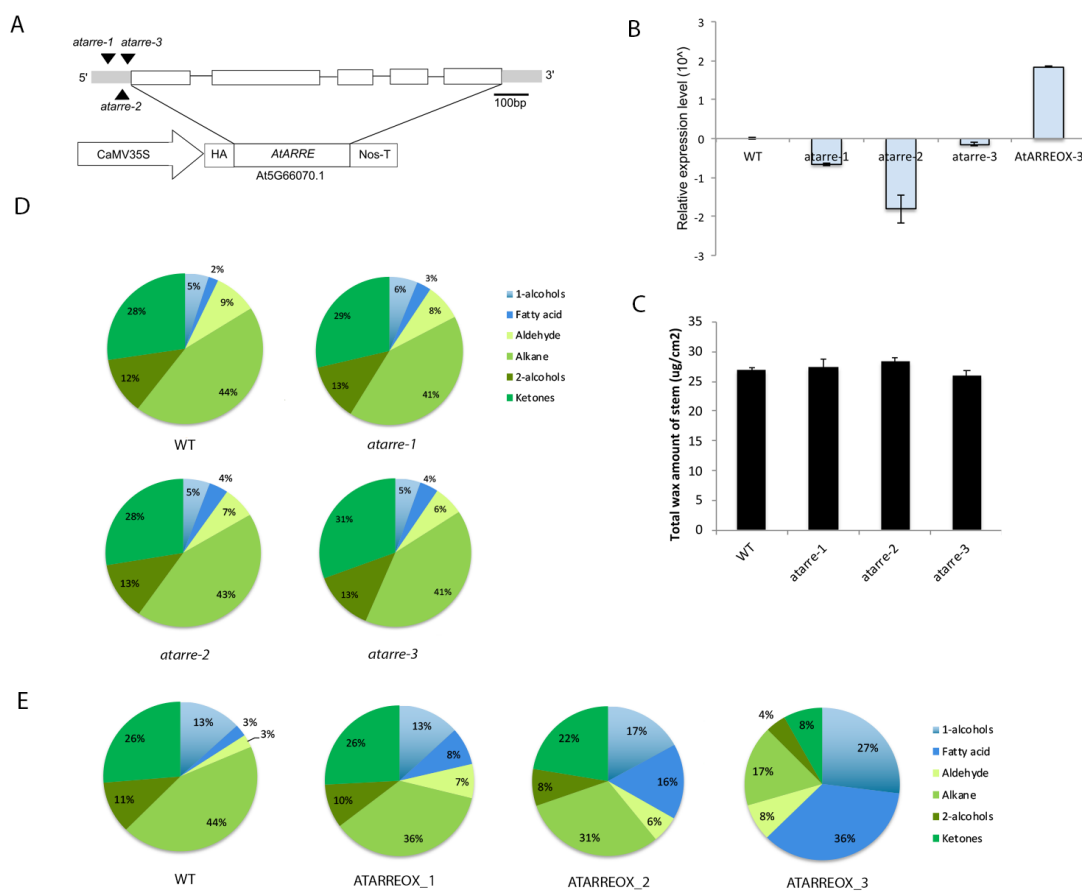 A
atarre-1
atarre-3
5'
3'
atarre-2
100bp
CaMV35S
HA
AtARRE
Nos-T
At5G66070.1
B
Relative expression level (10^)
3
2
1
0
-1
-2
-3
WT
atarre-1
atarre-2
atarre-3
AtARREOX-3
C
Total wax amount of stem (ug/cm2)
35
30
25
20
15
10
5
0
WT
atarre-1
atarre-2
atarre-3
D
5%
2%
9%
44%
12%
28%
WT
6%
3%
8%
41%
13%
29%
atarre-1
1-alcohols
Fatty acid
Aldehyde
Alkane
2-alcohols
Ketones
5%
4%
7%
43%
13%
28%
atarre-2
5%
4%
6%
41%
13%
31%
atarre-3
E
13%
3%
3%
44%
11%
26%
WT
13%
8%
7%
36%
10%
26%
ATARREOX_1
17%
16%
6%
31%
8%
22%
ATARREOX_2
27%
36%
8%
17%
4%
8%
ATARREOX_3
1-alcohols
Fatty acid
Aldehyde
Alkane
2-alcohols
Ketones